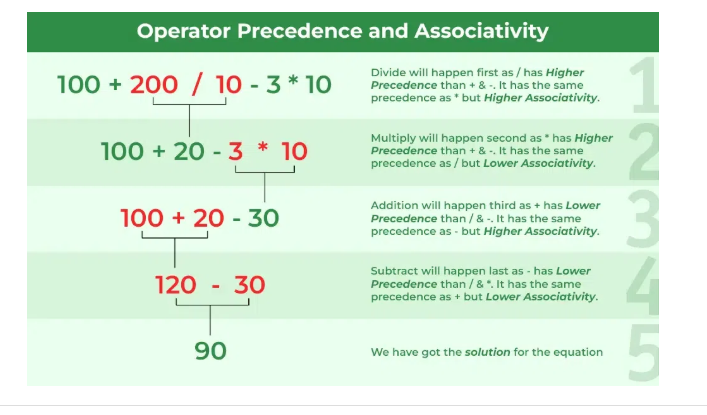 Operator Precedence and Associativity
100 + 200 / 10 - 3 * 10
Divide will happen first as / has Higher
Precedence than + & -. It has the same
precedence as * but Higher Associativity.
1
100 + 20 - 3 * 10
Multiply will happen second as * has Higher
Precedence than + & -. It has the same
precedence as / but Lower Associativity.
2
100 + 20 - 30
Addition will happen third as + has Lower
Precedence than / & -. It has the same
precedence as - but Higher Associativity.
3
120 - 30
Subtract will happen last as - has Lower
Precedence than / & *. It has the same
precedence as + but Lower Associativity.
4
90
We have got the solution for the equation
5